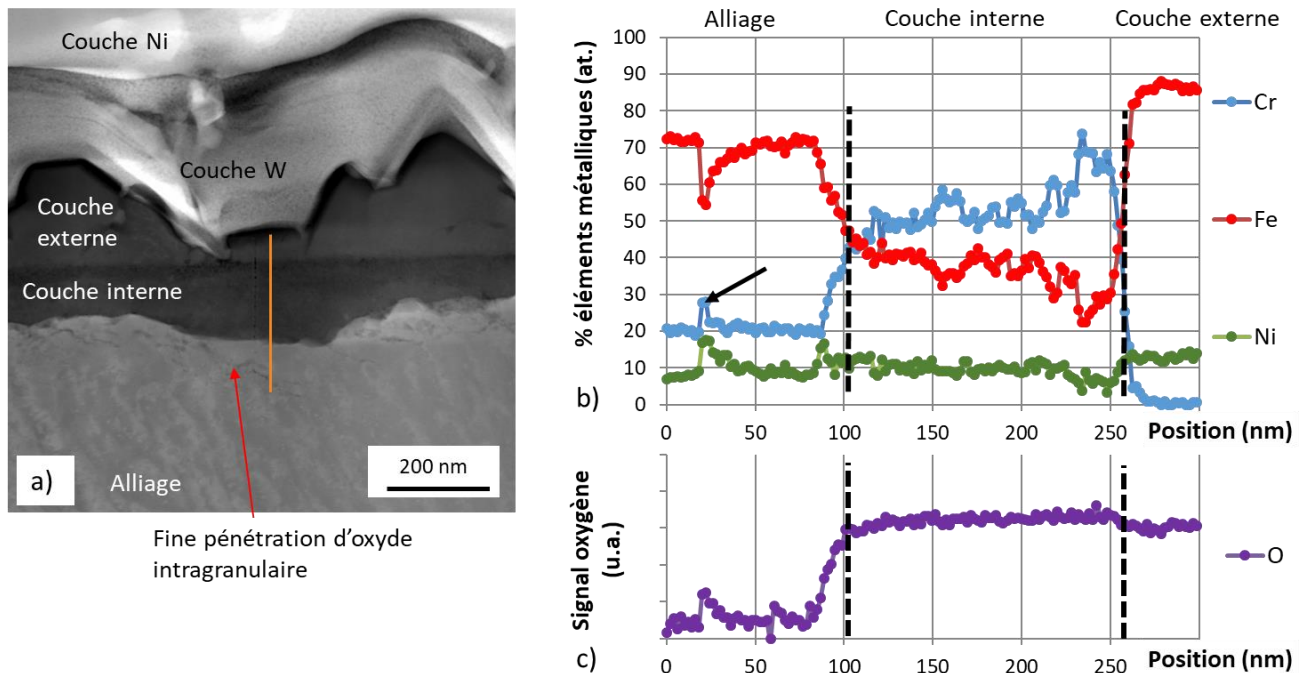 Couche Ni
Couche W
Couche
externe
Couche interne
200 nm
a)
Alliage
Fine pénétration d’oxyde
intragranulaire
Alliage
Couche interne
Couche externe
% éléments métalliques (at.)
100
90
80
70
60
50
40
30
20
10
0
0
50
100
150
200
250
Position (nm)
Cr
Fe
Ni
b)
Signal oxygène
(u.a.)
0
50
100
150
200
250
Position (nm)
O
c)